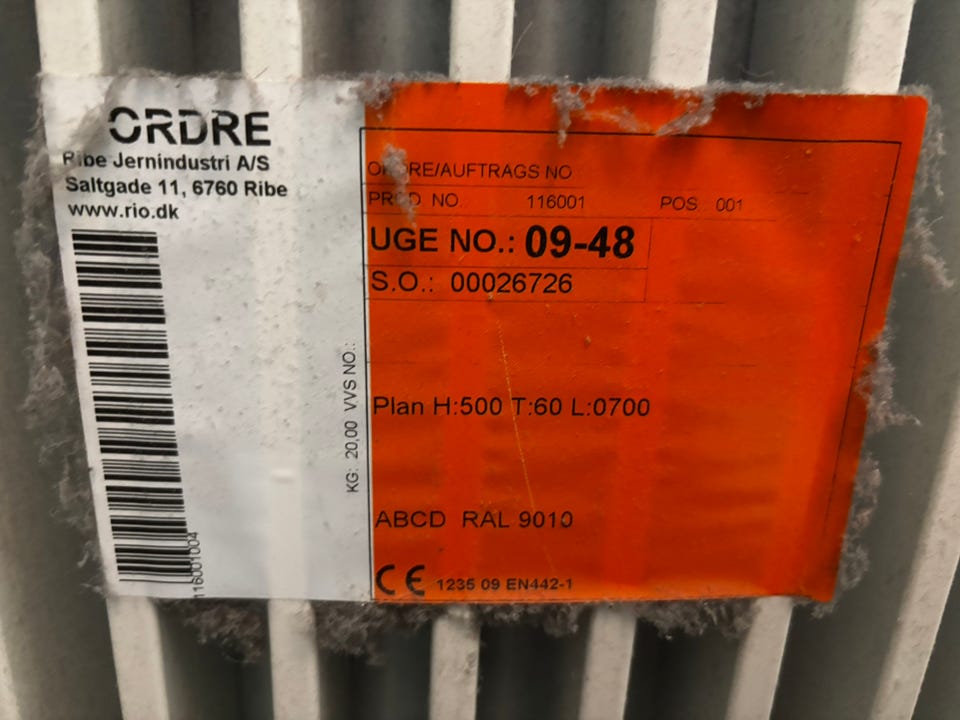 ORDRE
Ribe Jernindustri A/S
Saltgade 11, 6760 Ribe
www.rio.dk
116001004
KG: 20,00 VVS NO.:
ORDRE/AUFTRAGS NO
PROD. NO. 116001 POS 001
UGE NO.: 09-48
S.O.: 00026726
Plan H:500 T:60 L:0700
ABCD RAL 9010
CE 1235 09 EN442-1